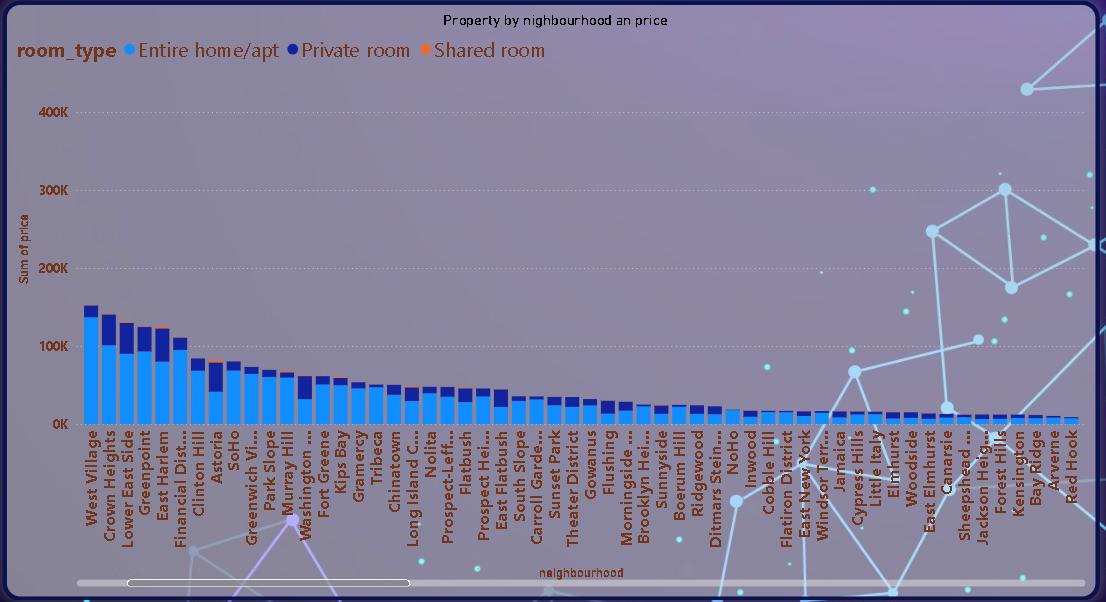 Property by nighbourhood an price
room_type Entire home/apt Private room Shared room
400K
300K
200K
100K
0K
Sum of price
West Village
Crown Heights
Lower East Side
Greenpoint
East Harlem
Financial Dist...
Clinton Hill
Astoria
SoHo
Greenwich Vi...
Park Slope
Murray Hill
Washington ...
Fort Greene
Kips Bay
Gramercy
Tribeca
Chinatown
Long Island C...
Nolita
Prospect-Leff...
Flatbush
Prospect Hei...
East Flatbush
South Slope
Carroll Garde...
Sunset Park
Theater District
Gowanus
Flushing
Morningside ...
Brooklyn Hei...
Sunnyside
Boerum Hill
Ridgewood
Ditmars Stein...
NoHo
Inwood
Cobble Hill
Flatiron District
East New York
Windsor Terra...
Jamaica
Cypress Hills
Little Italy
Elmhurst
Woodside
East Elmhurst
Canarsie
Sheepshead ...
Jackson Heig...
Forest Hills
Kensington
Bay Ridge
Arverne
Red Hook
neighbourhood